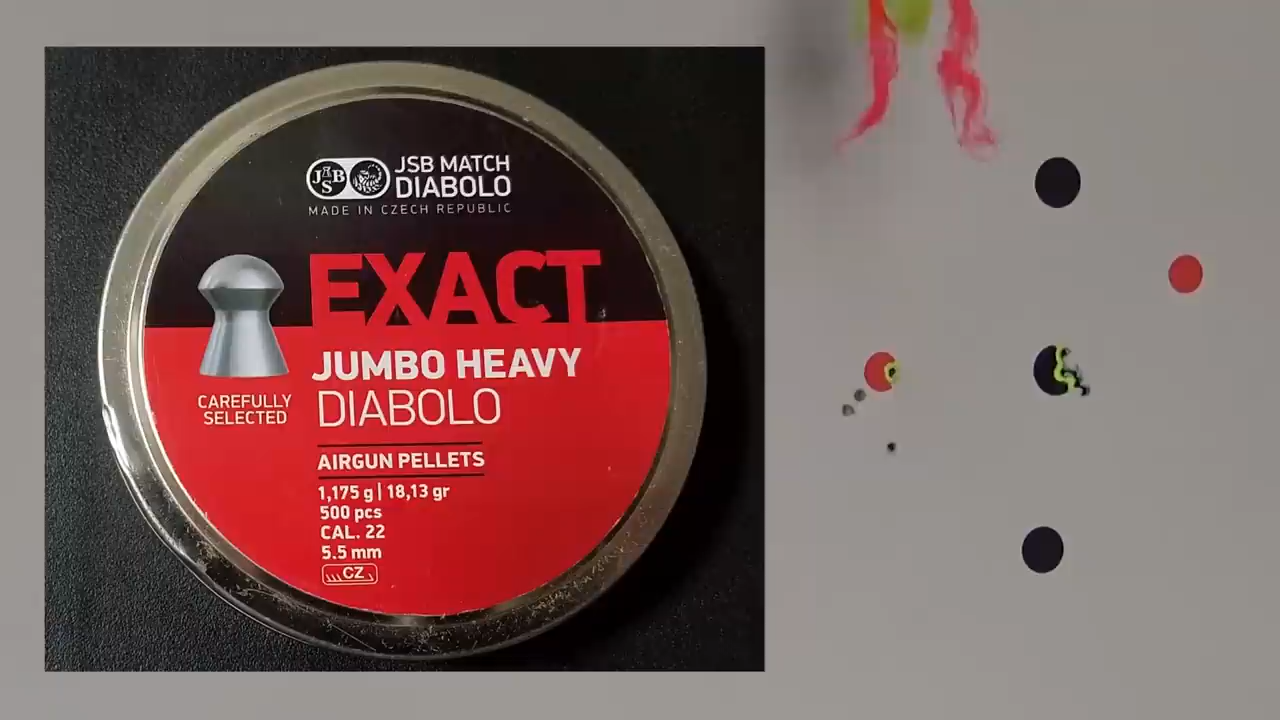 JSB
JSB MATCH
DIABOLO
MADE IN CZECH REPUBLIC
EXACT
JUMBO HEAVY
DIABOLO
CAREFULLY
SELECTED
AIRGUN PELLETS
1,175 g | 18,13 gr
500 pcs
CAL. 22
5.5 mm
CZ